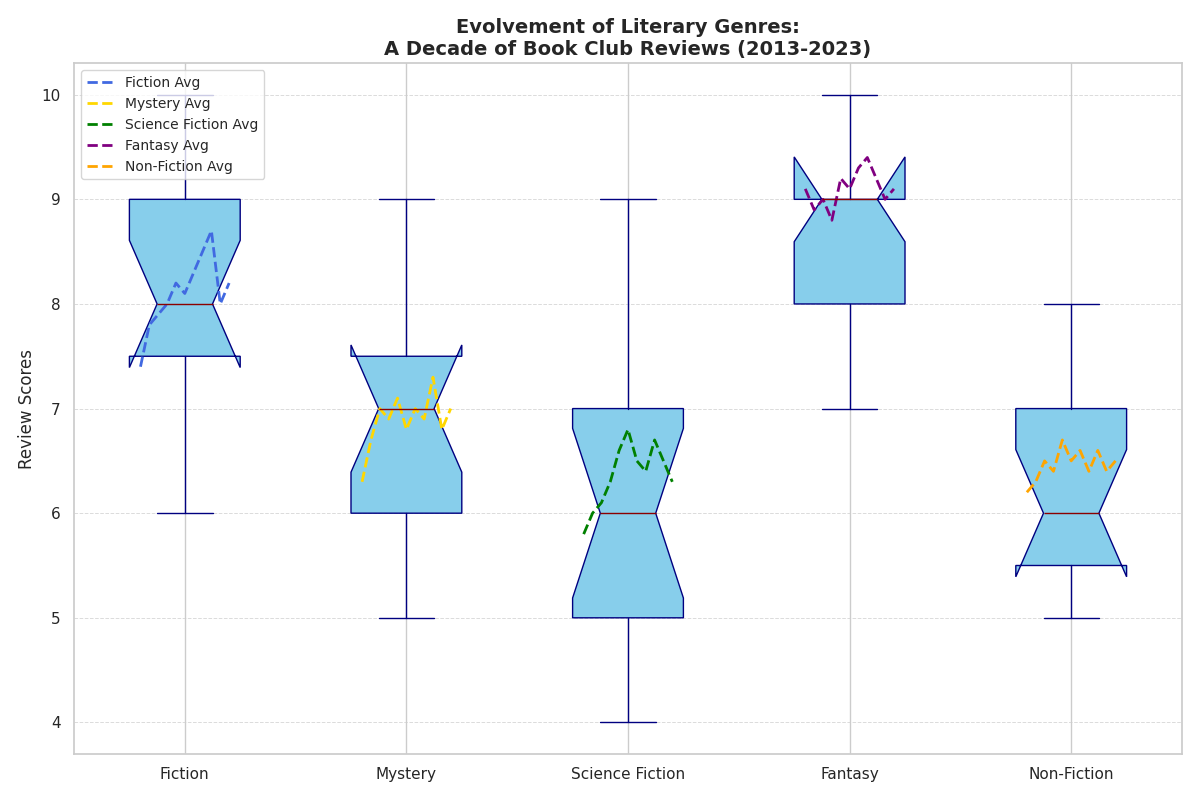 Evolvement of Literary Genres:
A Decade of Book Club Reviews (2013-2023)
Fiction Avg
Mystery Avg
Science Fiction Avg
Fantasy Avg
Non-Fiction Avg
Review Scores
10
9
8
7
6
5
4
Fiction
Mystery
Science Fiction
Fantasy
Non-Fiction